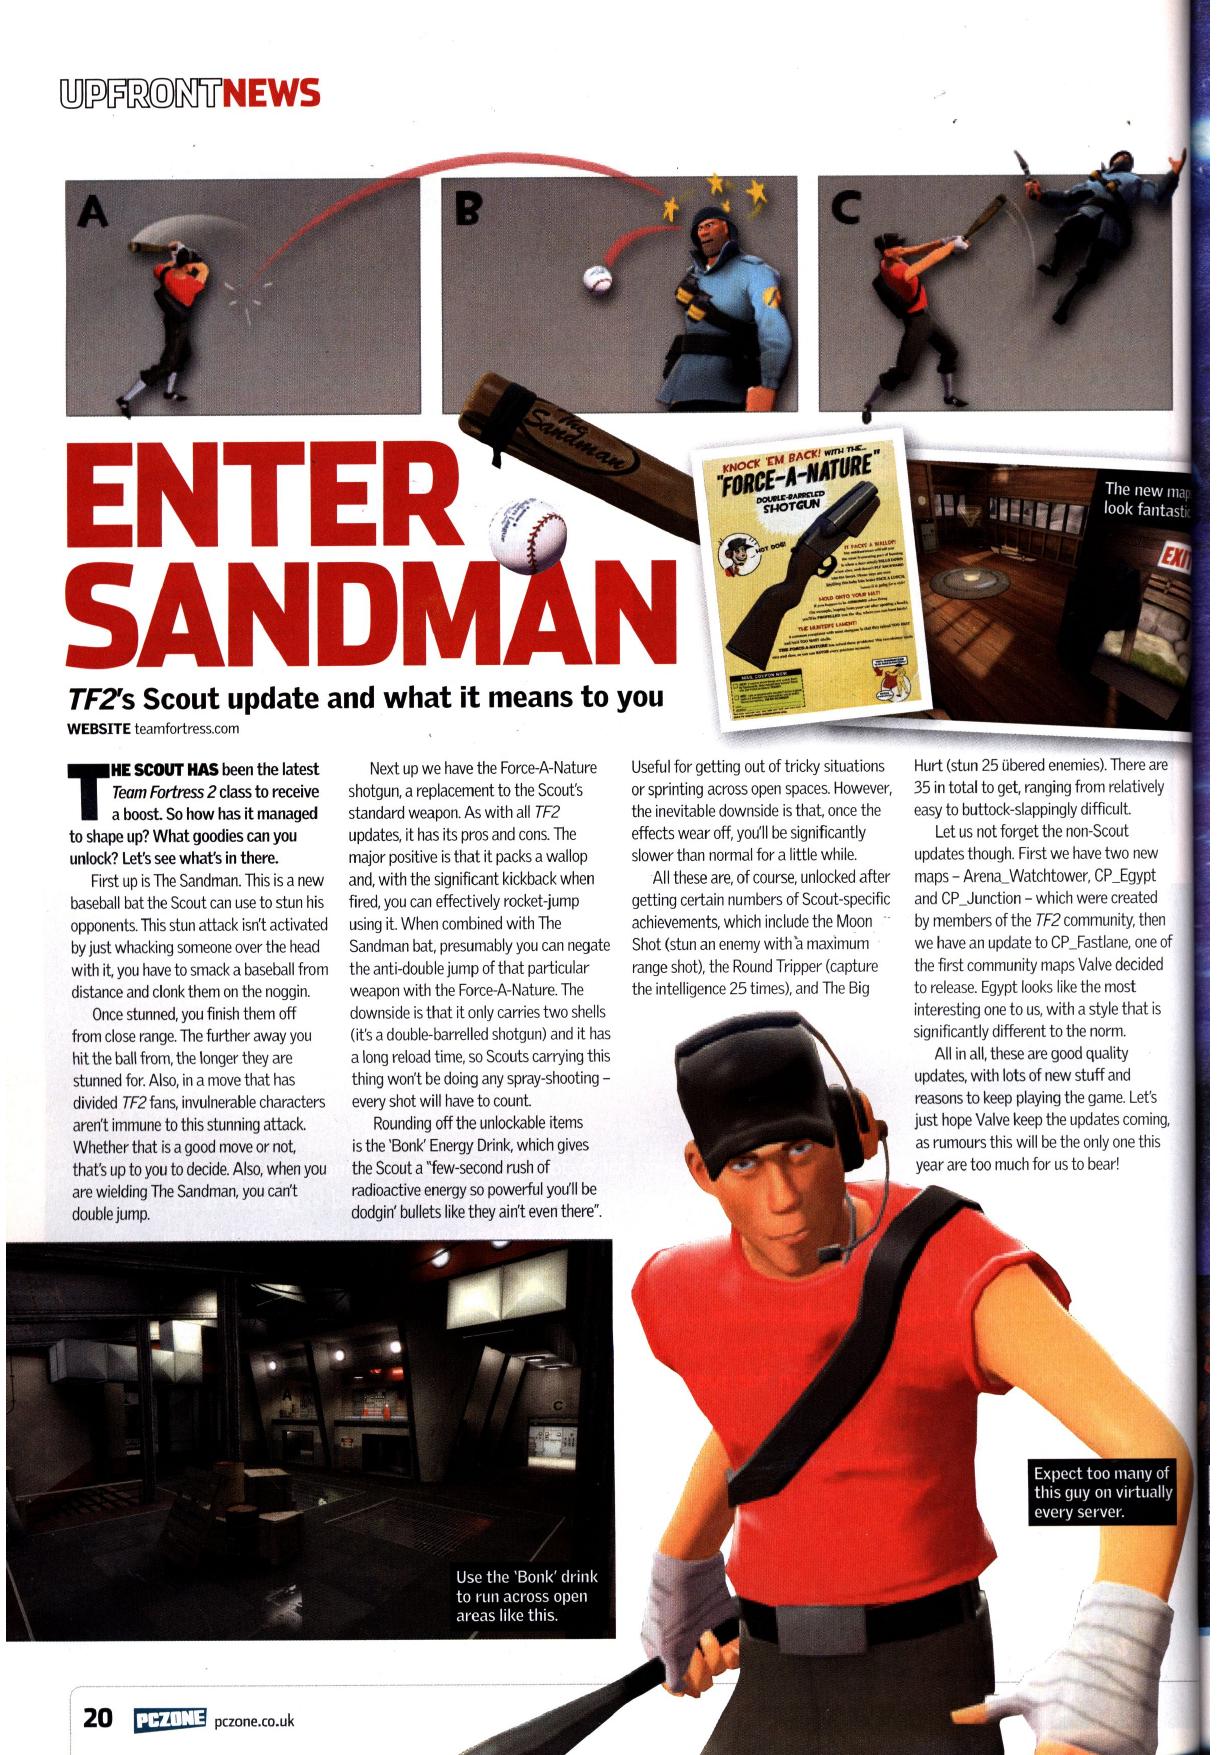 UPFRONTNEWS
A
B
C
The
Sandman
KNOCK 'EM BACK! WITH THE...
"FORCE-A-NATURE"
DOUBLE-BARRELED
SHOTGUN
HOT DOG!
IT PACKS A WALLOP!
HOLD ONTO YOUR HAT!
THE HUNTER'S LAMENT!
MAIL COUPON NOW
The new map
look fantastic
EXIT
ENTER
SANDMAN
TF2's Scout update and what it means to you
WEBSITE teamfortress.com
THE SCOUT HAS been the latest
Team Fortress 2 class to receive
a boost. So how has it managed
to shape up? What goodies can you
unlock? Let's see what's in there.
First up is The Sandman. This is a new
baseball bat the Scout can use to stun his
opponents. This stun attack isn't activated
by just whacking someone over the head
with it, you have to smack a baseball from
distance and clonk them on the noggin.
Once stunned, you finish them off
from close range. The further away you
hit the ball from, the longer they are
stunned for. Also, in a move that has
divided TF2 fans, invulnerable characters
aren't immune to this stunning attack.
Whether that is a good move or not,
that's up to you to decide. Also, when you
are wielding The Sandman, you can't
double jump.
Next up we have the Force-A-Nature
shotgun, a replacement to the Scout's
standard weapon. As with all TF2
updates, it has its pros and cons. The
major positive is that it packs a wallop
and, with the significant kickback when
fired, you can effectively rocket-jump
using it. When combined with The
Sandman bat, presumably you can negate
the anti-double jump of that particular
weapon with the Force-A-Nature. The
downside is that it only carries two shells
(it's a double-barrelled shotgun) and it has
a long reload time, so Scouts carrying this
thing won't be doing any spray-shooting –
every shot will have to count.
Rounding off the unlockable items
is the 'Bonk' Energy Drink, which gives
the Scout a "few-second rush of
radioactive energy so powerful you'll be
dodgin' bullets like they ain't even there".
Useful for getting out of tricky situations
or sprinting across open spaces. However,
the inevitable downside is that, once the
effects wear off, you'll be significantly
slower than normal for a little while.
All these are, of course, unlocked after
getting certain numbers of Scout-specific
achievements, which include the Moon
Shot (stun an enemy with a maximum
range shot), the Round Tripper (capture
the intelligence 25 times), and The Big
Hurt (stun 25 übered enemies). There are
35 in total to get, ranging from relatively
easy to buttock-slappingly difficult.
Let us not forget the non-Scout
updates though. First we have two new
maps – Arena_Watchtower, CP_Egypt
and CP_Junction – which were created
by members of the TF2 community, then
we have an update to CP_Fastlane, one of
the first community maps Valve decided
to release. Egypt looks like the most
interesting one to us, with a style that is
significantly different to the norm.
All in all, these are good quality
updates, with lots of new stuff and
reasons to keep playing the game. Let's
just hope Valve keep the updates coming,
as rumours this will be the only one this
year are too much for us to bear!
A
C
Use the 'Bonk' drink
to run across open
areas like this.
Expect too many of
this guy on virtually
every server.
20 PCZONE pczone.co.uk